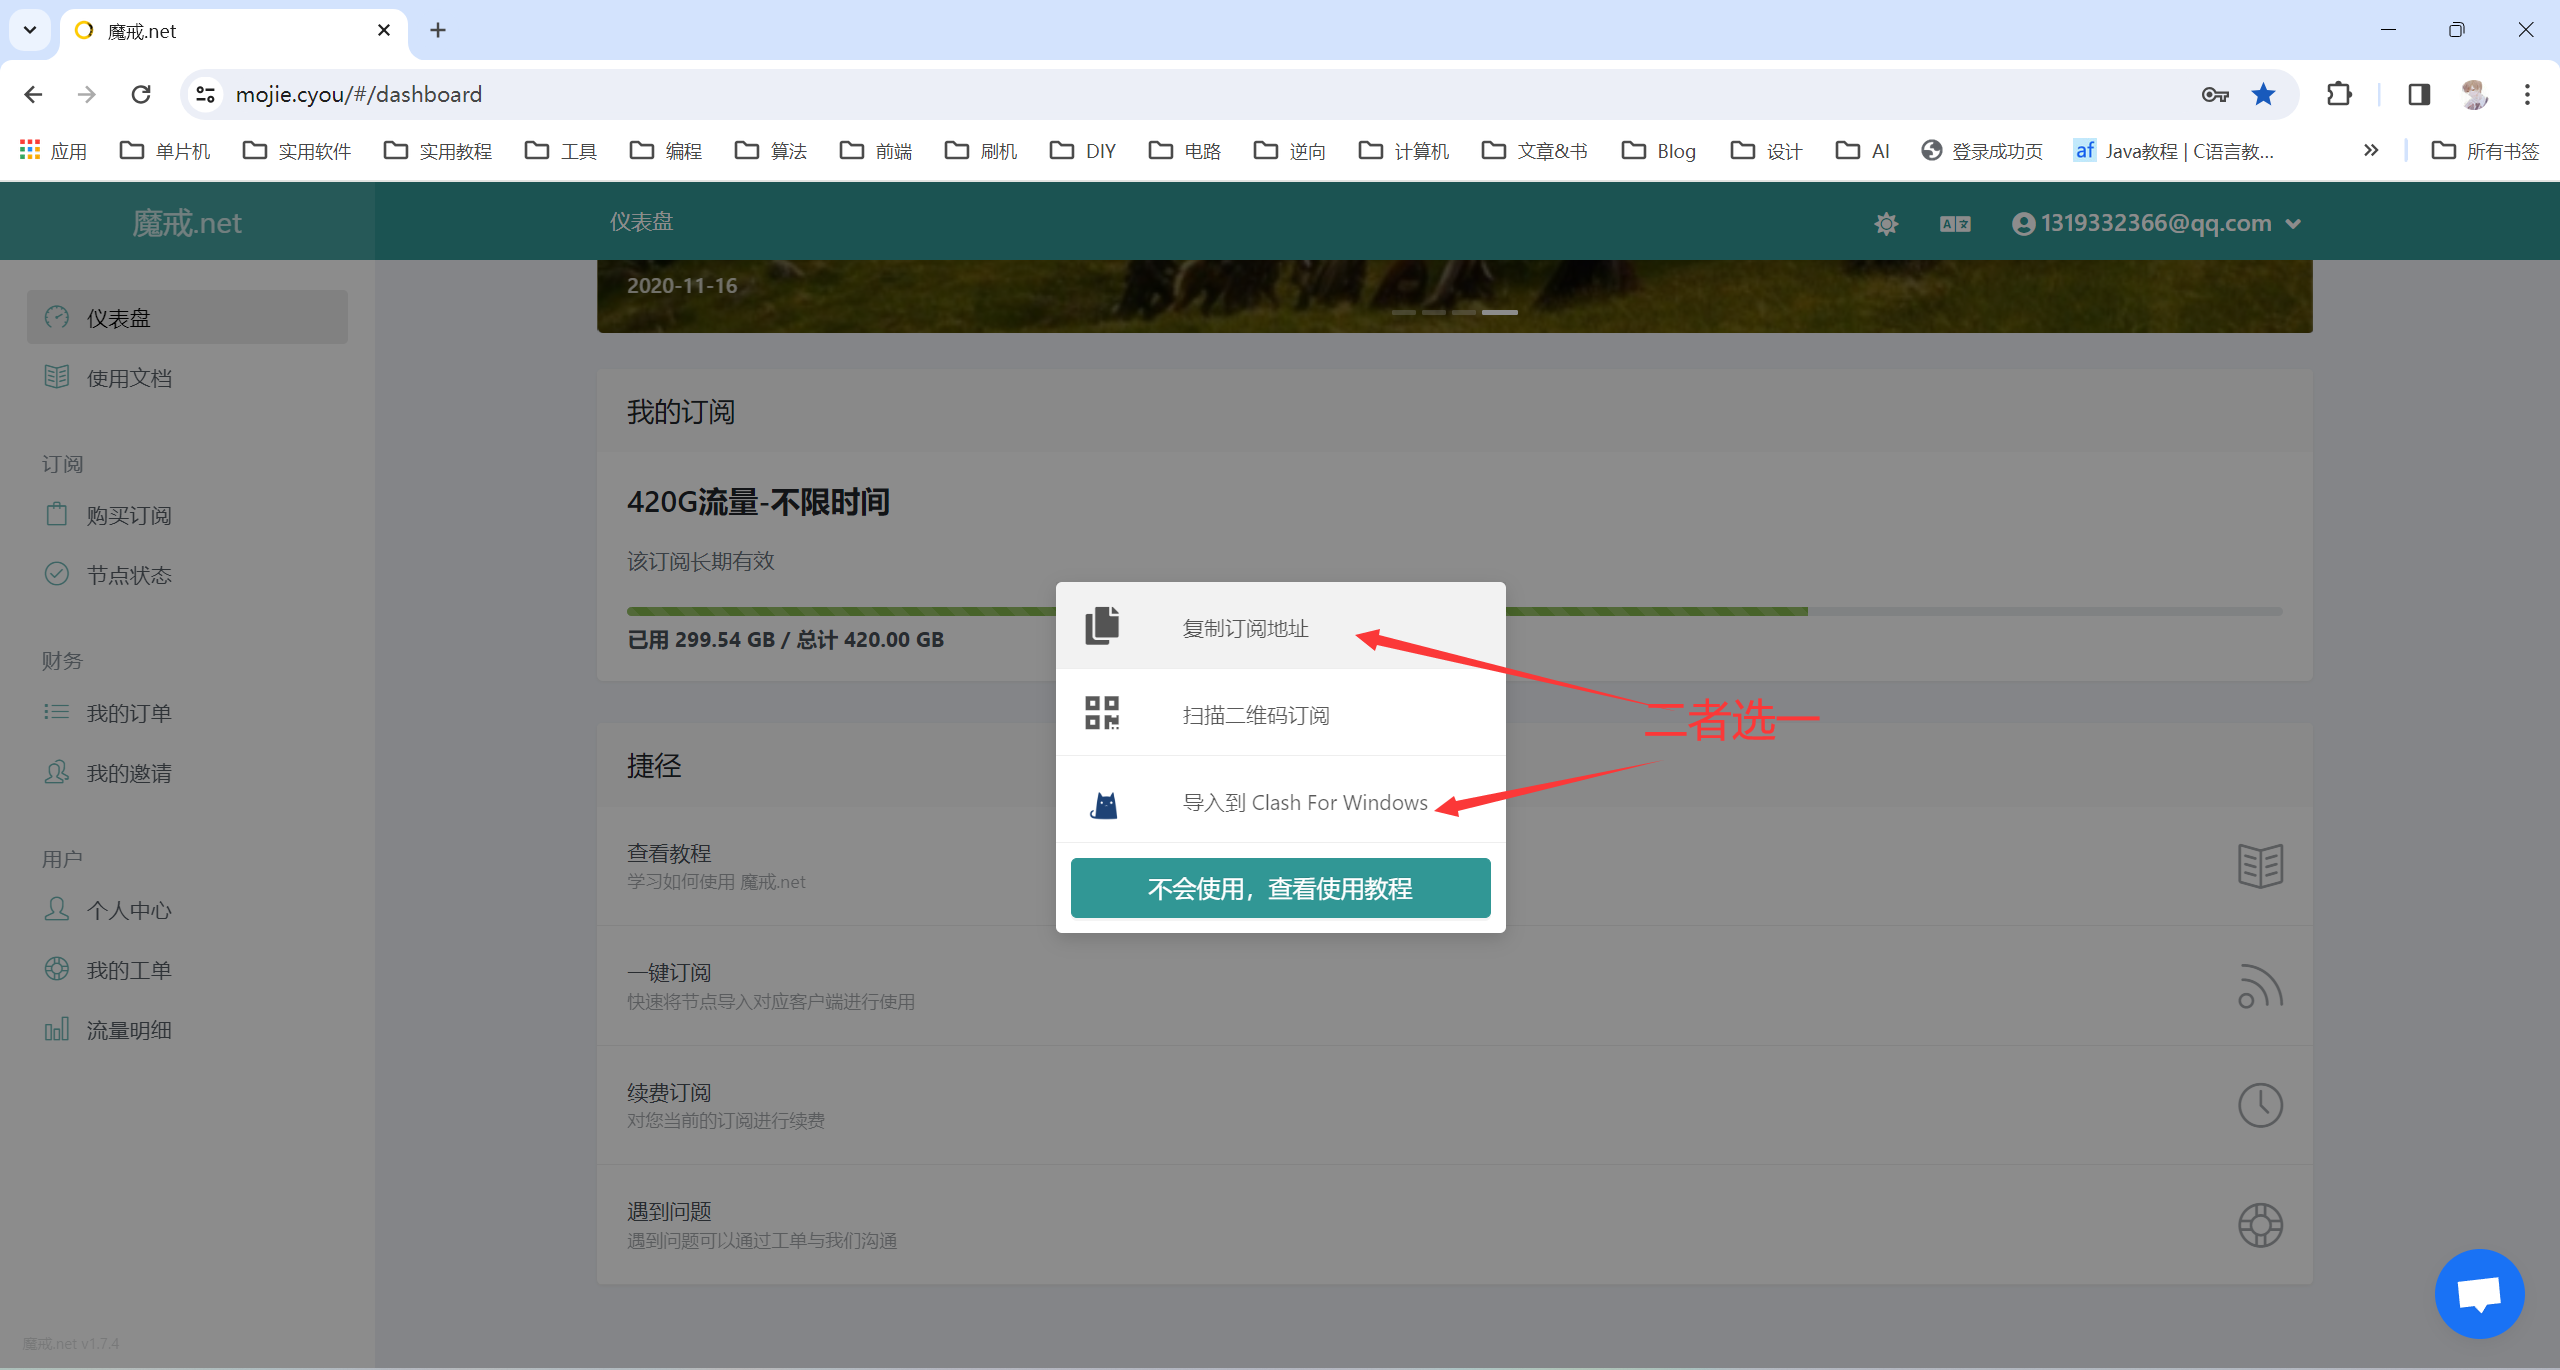 魔戒.net
mojie.cyou/#/dashboard
应用 单片机 实用软件 实用教程 工具 编程 算法 前端 刷机 DIY 电路 逆向 计算机 文章&书 Blog 设计 AI 登录成功页 af Java教程 | C语言教... 所有书签
魔戒.net 仪表盘 1319332366@qq.com
2020-11-16
仪表盘
使用文档
订阅
购买订阅
节点状态
财务
我的订单
我的邀请
用户
个人中心
我的工单
流量明细
魔戒.net v1.7.4
我的订阅
420G流量-不限时间
该订阅长期有效
已用 299.54 GB / 总计 420.00 GB
捷径
查看教程
学习如何使用 魔戒.net
一键订阅
快速将节点导入对应客户端进行使用
续费订阅
对您当前的订阅进行续费
遇到问题
遇到问题可以通过工单与我们沟通
复制订阅地址
扫描二维码订阅
导入到 Clash For Windows
不会使用，查看使用教程
二者选一